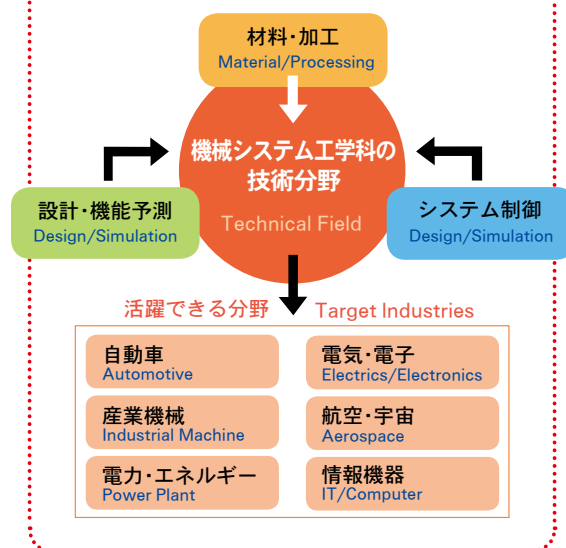 材料・加工
Material/Processing
機械システム工学科の
技術分野
Technical Field
設計・機能予測
Design/Simulation
システム制御
Design/Simulation
活躍できる分野 Target Industries
自動車
Automotive
電気・電子
Electrics/Electronics
産業機械
Industrial Machine
航空・宇宙
Aerospace
電力・エネルギー
Power Plant
情報機器
IT/Computer